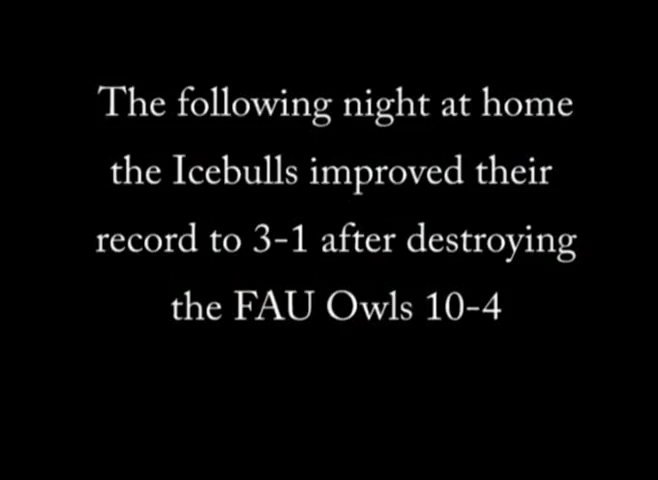 The following night at home
the Icebulls improved their
record to 3-1 after destroying
the FAU Owls 10-4